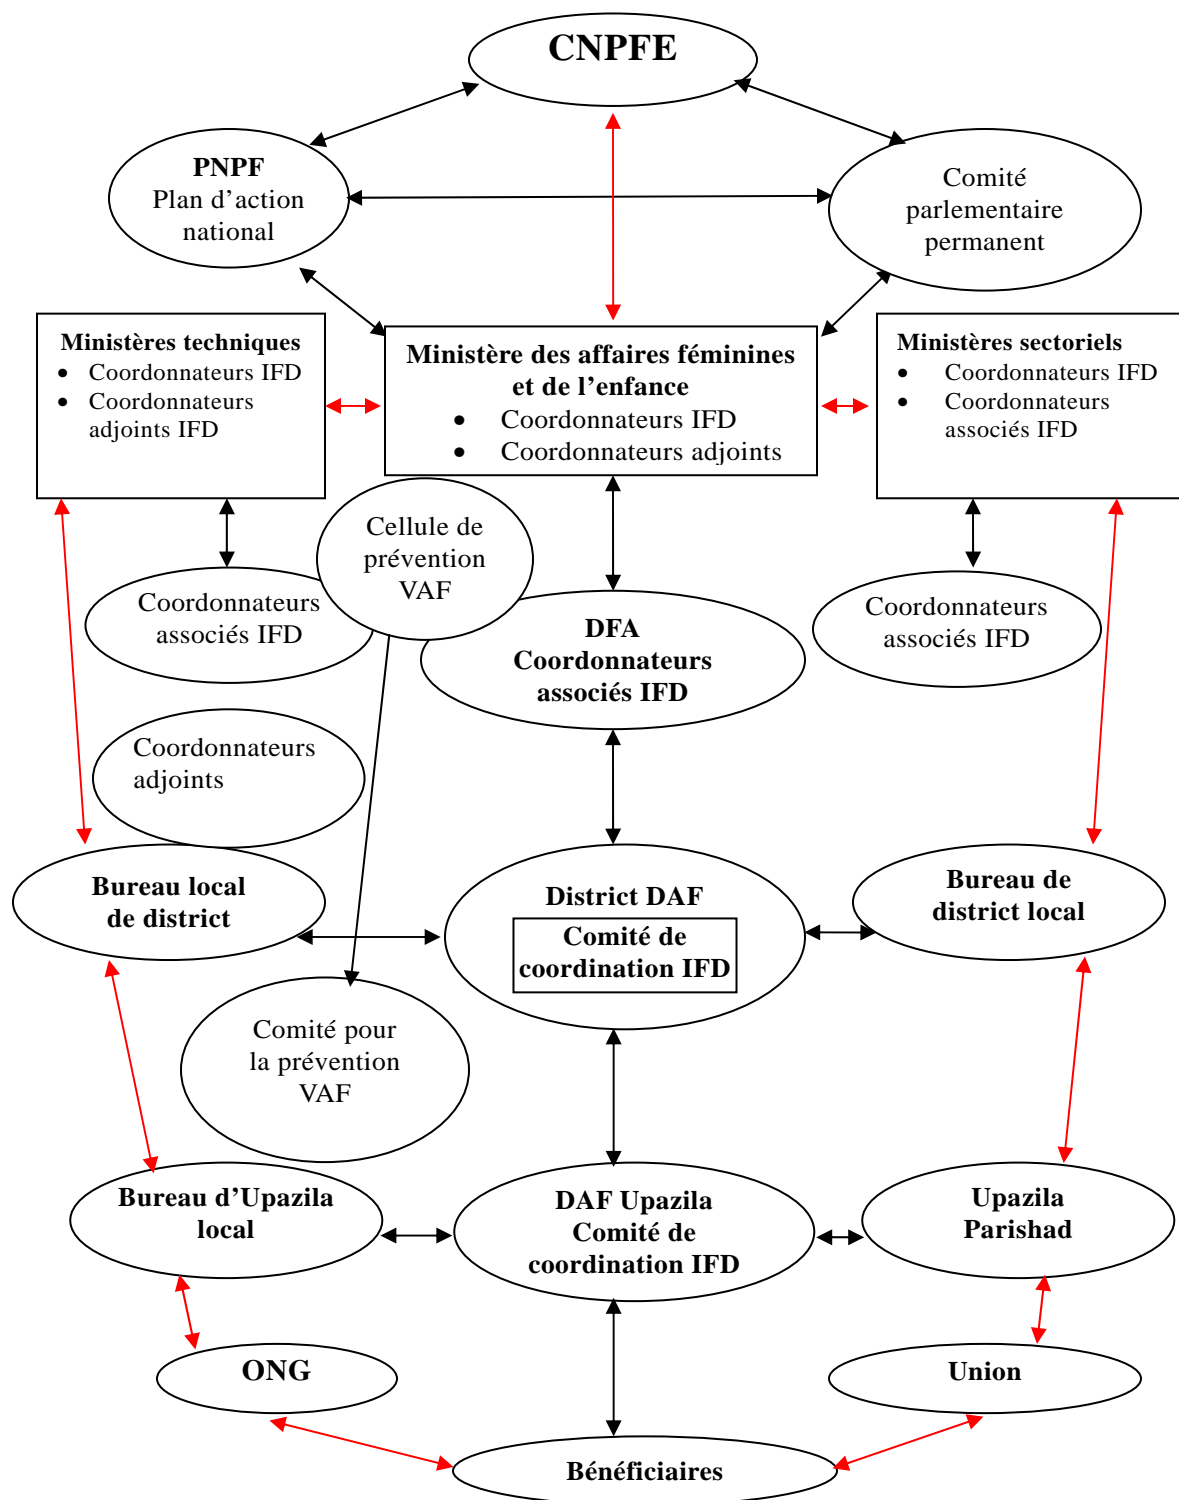 CNPFE
PNPF
Plan d’action
national
Comité
parlementaire
permanent
Ministères techniques
• Coordonnateurs IFD
• Coordonnateurs
adjoints IFD
Ministère des affaires féminines
et de l’enfance
• Coordonnateurs IFD
• Coordonnateurs adjoints
Ministères sectoriels
• Coordonnateurs IFD
• Coordonnateurs
associés IFD
Cellule de
prévention
VAF
Coordonnateurs
associés IFD
DFA
Coordonnateurs
associés IFD
Coordonnateurs
associés IFD
Coordonnateurs
adjoints
Bureau local
de district
District DAF
Comité de
coordination IFD
Bureau de
district local
Comité pour
la prévention
VAF
Bureau d’Upazila
local
DAF Upazila
Comité de
coordination IFD
Upazila
Parishad
ONG
Union
Bénéficiaires